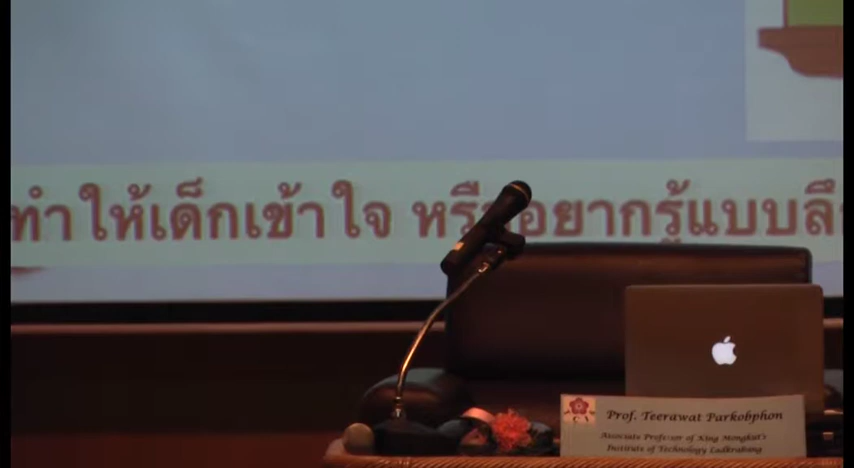 ทำให้เด็กเข้าใจ หรืออยากรู้แบบลึ
Prof. Teerawat Parkobphon
Associate Professor of King Mongkut's
Institute of Technology Ladkrabang